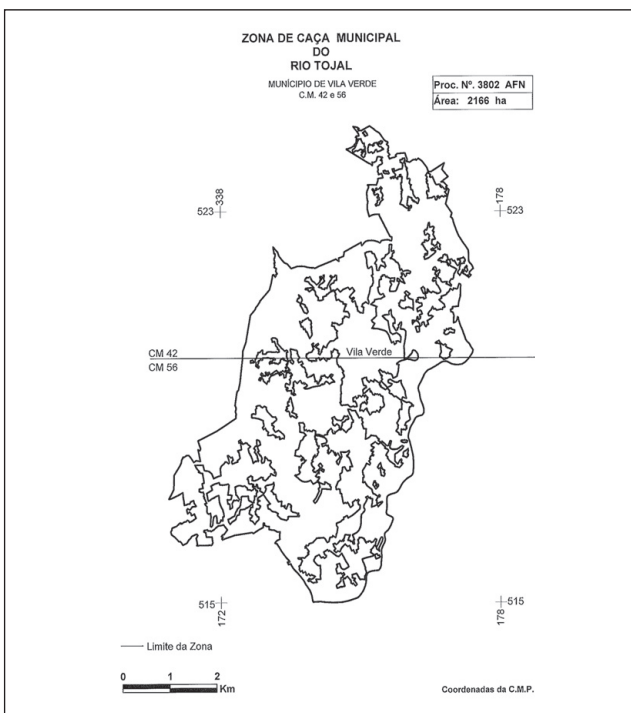 ZONA DE CAÇA MUNICIPAL
DO
RIO TOJAL
MUNÍCIPIO DE VILA VERDE
C.M. 42 e 56
Proc. Nº. 3802 AFN
Área: 2166 ha
338
523
178
523
CM 42
Vila Verde
CM 56
515
172
515
178
Limite da Zona
0 1 2
Km
Coordenadas da C.M.P.